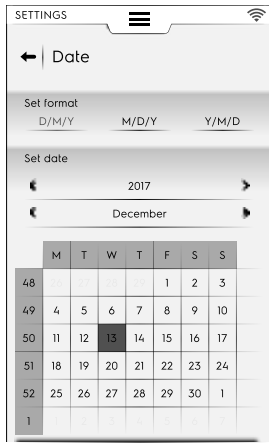 SETTINGS
Date
Set format
D/M/Y M/D/Y Y/M/D
Set date
2017
December
M T W T F S S
48 1 2 3
49 4 5 6 7 8 9 10
50 11 12 13 14 15 16 17
51 18 19 20 21 22 23 24
52 25 26 27 28 29 30 1
1